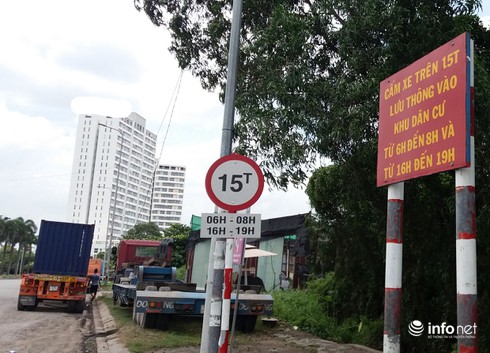 CẤM XE TRÊN 15T
LƯU THÔNG VÀO
KHU DÂN CƯ
TỪ 6H ĐẾN 8H VÀ
TỪ 16H ĐẾN 19H
15T
06H - 08H
16H - 19H
infonet